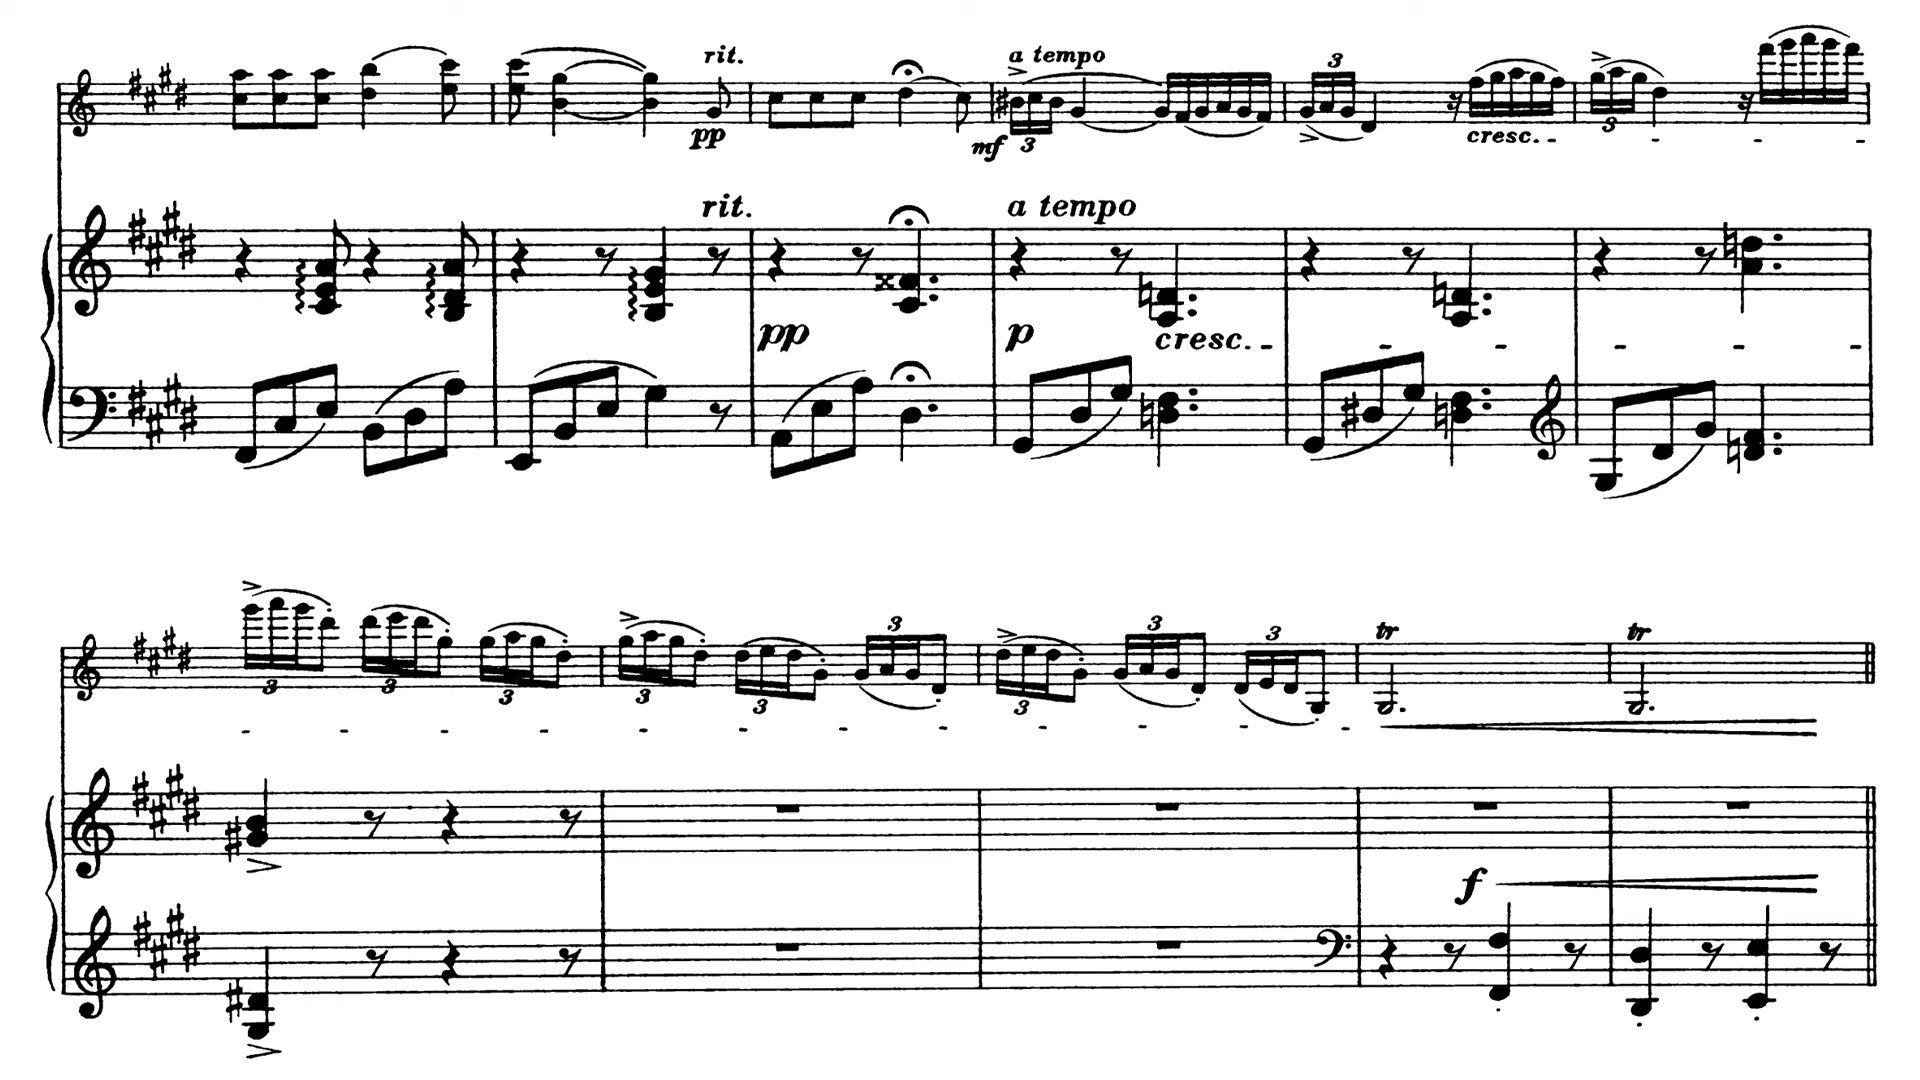 rit. a tempo 3
pp mf 3 cresc. 3
rit. a tempo
pp p cresc.
tr tr
3 3 3
3 3 3 3 3 3
f